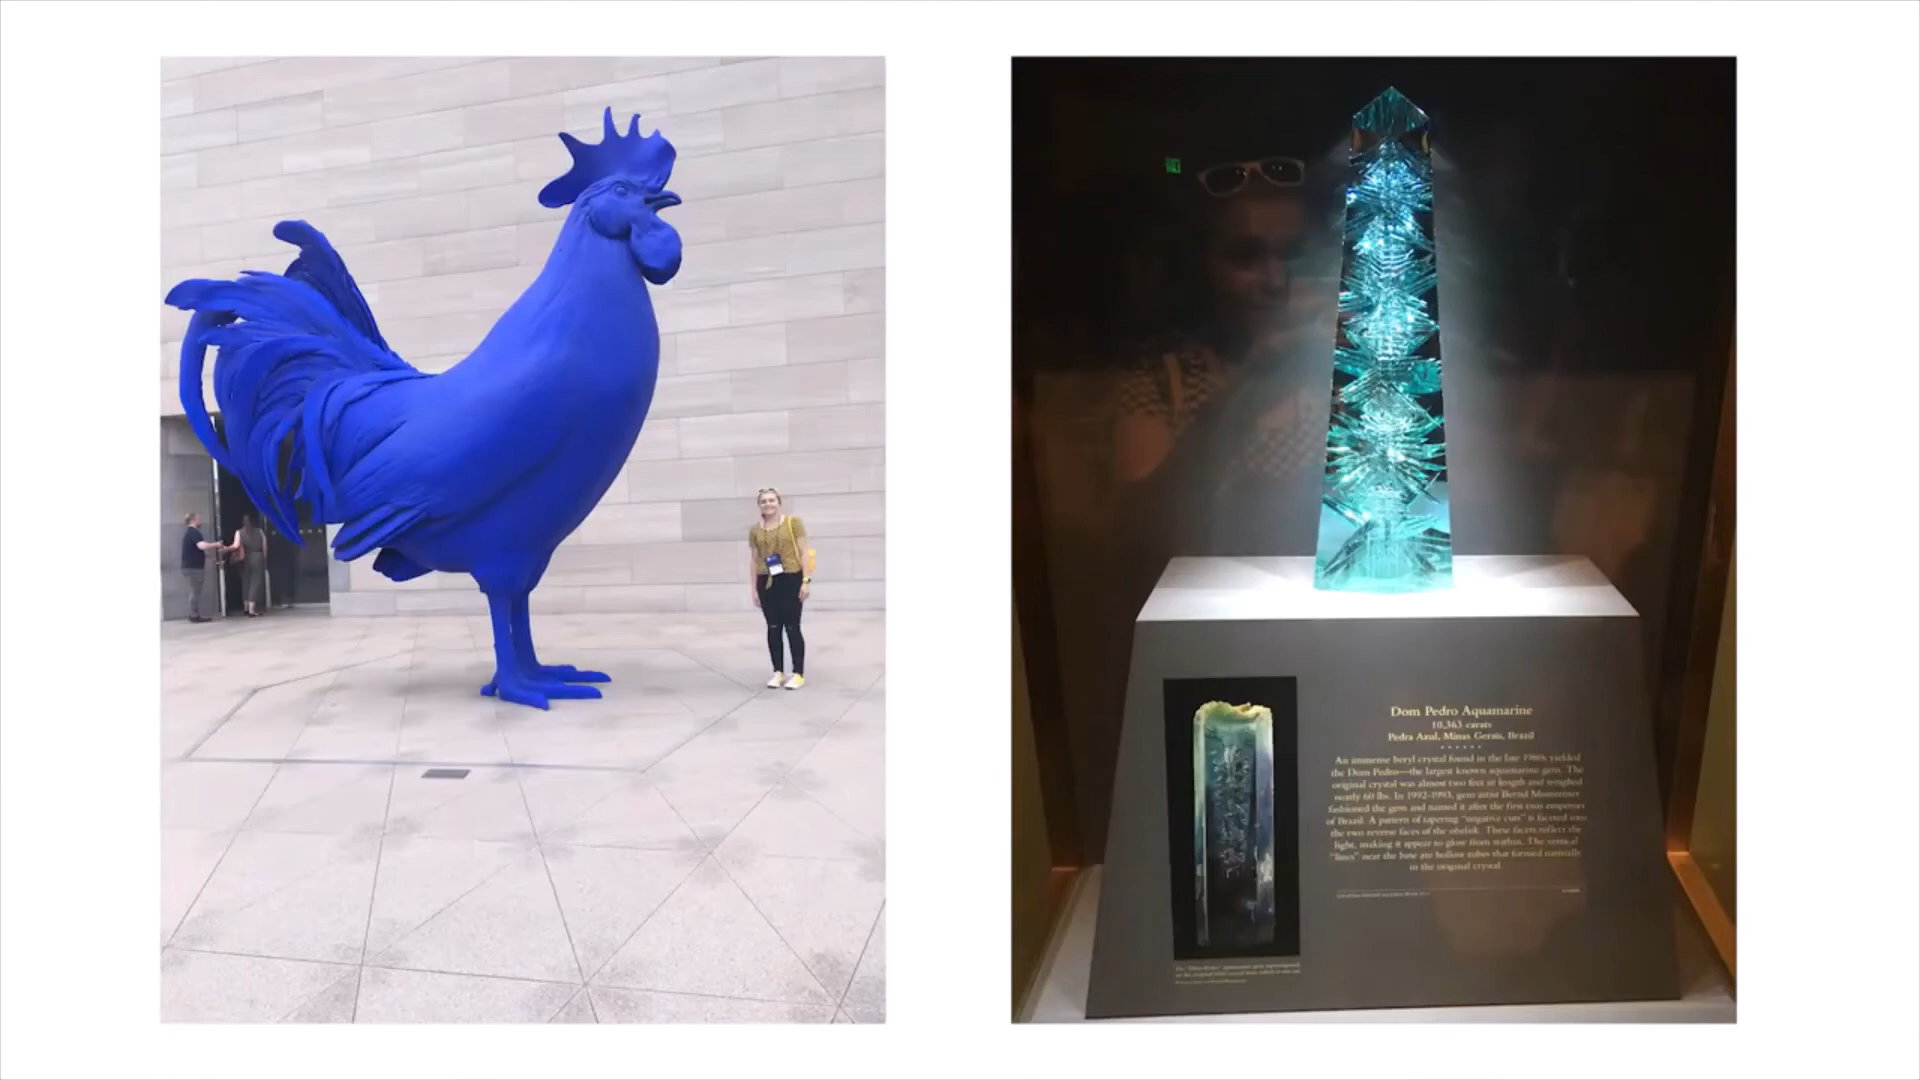 Dom Pedro Aquamarine
10,363 carats
Pedra Azul, Minas Gerais, Brazil
An immense beryl crystal found in the late 1980s yielded
the Dom Pedro—the largest known aquamarine gem. The
original crystal was almost two feet in length and weighed
nearly 60 lbs. In 1992-1993, gem artist Bernd Munsteiner
fashioned the gem and named it after the first two emperors
of Brazil. A pattern of tapering "negative cuts" is faceted into
the two reverse faces of the obelisk. These facets reflect the
light, making it appear to glow from within. The vertical
"lines" near the base are hollow tubes that formed naturally
in the original crystal.